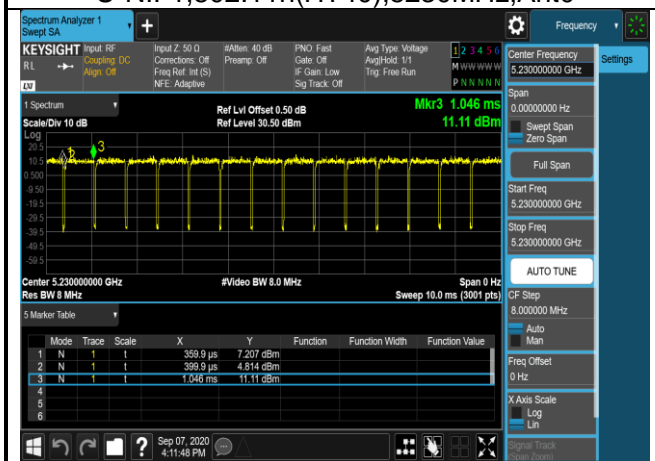 Spectrum Analyzer 1
Swept SA
+
Frequency
KEYSIGHT
RL
LXI
Input: RF
Coupling: DC
Align: Off
Input Z: 50 Ω
Corrections: Off
Freq Ref: Int (S)
NFE: Adaptive
#Atten: 40 dB
Preamp: Off
PNO: Fast
Gate: Off
IF Gain: Low
Sig Track: Off
Avg Type: Voltage
Avg|Hold: 1/1
Trig: Free Run
1 2 3 4 5 6
M W W W W W
P N N N N N
Center Frequency
5.230000000 GHz
Settings
Span
0.00000000 Hz
Swept Span
Zero Span
Full Span
Start Freq
5.230000000 GHz
Stop Freq
5.230000000 GHz
AUTO TUNE
CF Step
8.000000 MHz
Auto
Man
Freq Offset
0 Hz
X Axis Scale
Log
Lin
Signal Track
(Span Zoom)
1 Spectrum
Scale/Div 10 dB
Ref Lvl Offset 0.50 dB
Ref Level 30.50 dBm
Mkr3 1.046 ms
11.11 dBm
Log
20.5
10.5
0.500
-9.50
-19.5
-29.5
-39.5
-49.5
-59.5
2
3
Center 5.230000000 GHz
Res BW 8 MHz
#Video BW 8.0 MHz
Span 0 Hz
Sweep 10.0 ms (3001 pts)
5 Marker Table
Mode Trace Scale X Y Function Function Width Function Value
1 N 1 t 359.9 µs 7.207 dBm
2 N 1 t 399.9 µs 4.814 dBm
3 N 1 t 1.046 ms 11.11 dBm
4
5
6
?
Sep 07, 2020
4:11:48 PM